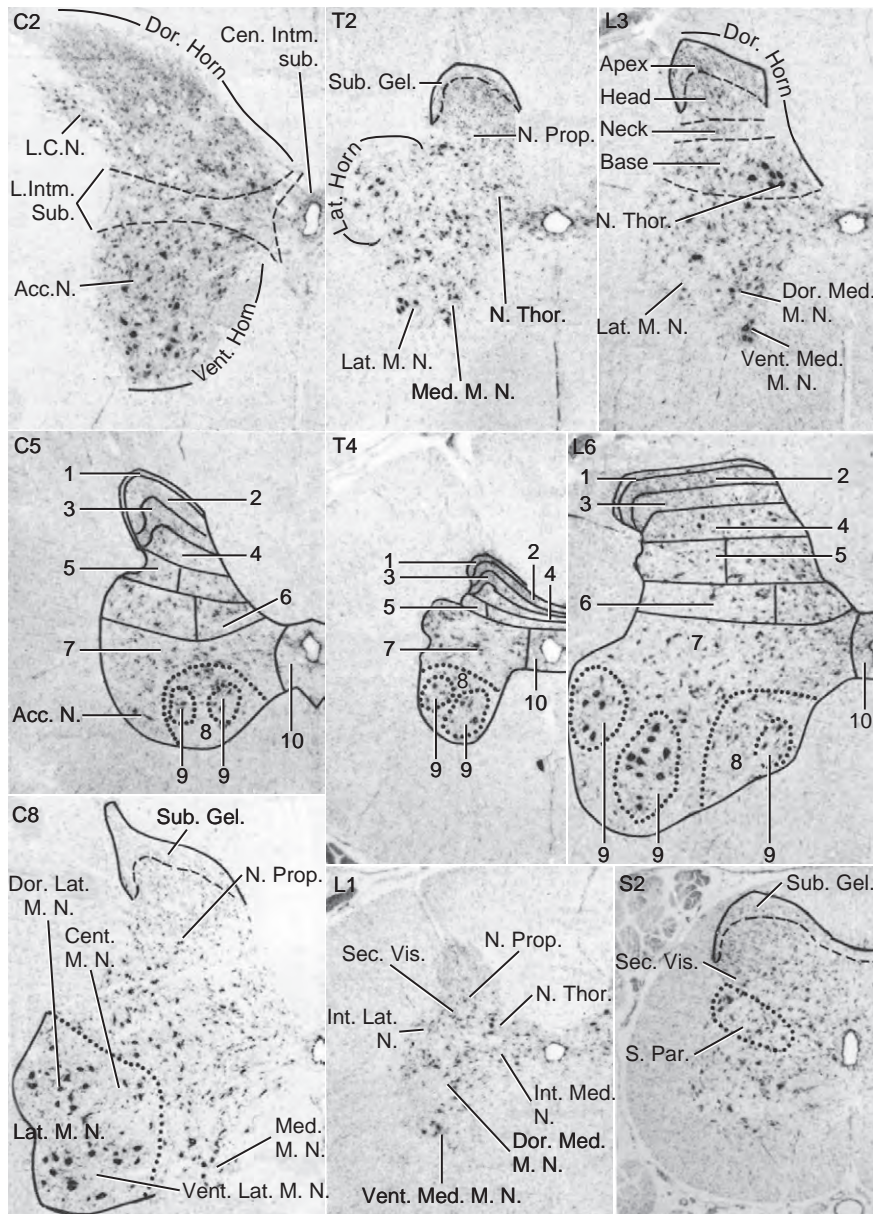 C2
Dor. Horn
Cen. Intm.
sub.
L.C.N.
L.Intm.
Sub.
Acc.N.
Vent. Horn
T2
Sub. Gel.
N. Prop.
Lat. Horn
N. Thor.
Lat. M. N.
Med. M. N.
L3
Dor. Horn
Apex
Head
Neck
Base
N. Thor.
Lat. M. N.
Dor. Med.
M. N.
Vent. Med.
M. N.
C5
1
2
3
4
5
6
7
Acc. N.
8
9
9
10
T4
1
2
3
4
5
7
8
10
9
9
L6
1
2
3
4
5
6
7
10
8
9
9
9
C8
Sub. Gel.
N. Prop.
Dor. Lat.
M. N.
Cent.
M. N.
Lat. M. N.
Med.
M. N.
Vent. Lat. M. N.
L1
N. Prop.
Sec. Vis.
N. Thor.
Int. Lat.
N.
Int. Med.
N.
Dor. Med.
M. N.
Vent. Med. M. N.
S2
Sub. Gel.
Sec. Vis.
S. Par.